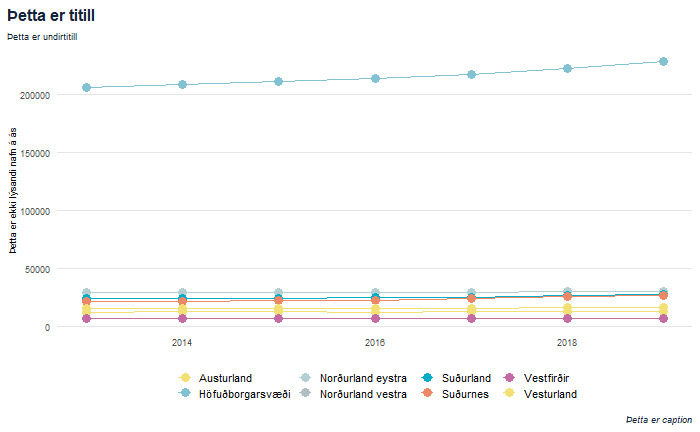 Þetta er titill
Þetta er undirtitill
Þetta er ekki lýsandi nafn á ás
200000
150000
100000
50000
0
2014 2016 2018
Austurland Norðurland eystra Suðurland Vestfirðir
Höfuðborgarsvæði Norðurland vestra Suðurnes Vesturland
Þetta er caption